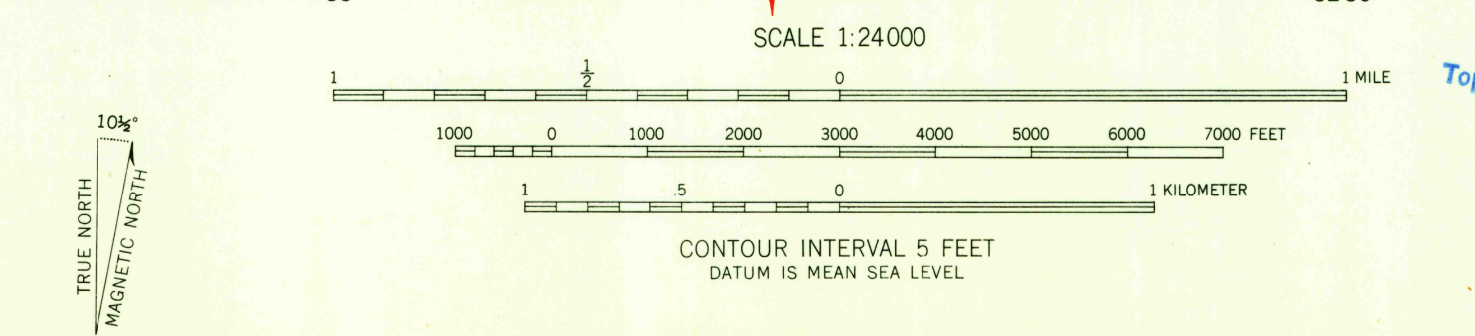 SCALE 1:24000
1 1/2 0 1 MILE
10½°
1000 0 1000 2000 3000 4000 5000 6000 7000 FEET
1 .5 0 1 KILOMETER
TRUE NORTH
MAGNETIC NORTH
CONTOUR INTERVAL 5 FEET
DATUM IS MEAN SEA LEVEL